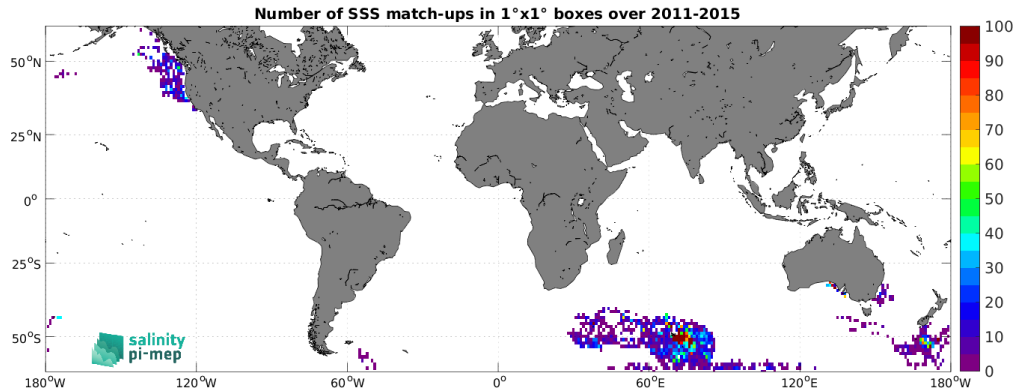 Number of SSS match-ups in 1°x1° boxes over 2011-2015
100
90
80
70
60
50
40
30
20
10
0
50°N
25°N
0°
25°S
50°S
salinity
pi-mep
180°W 120°W 60°W 0° 60°E 120°E 180°W